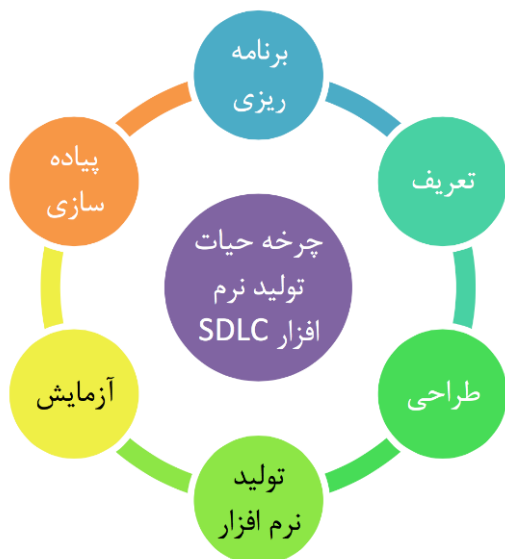 برنامه
ریزی
تعریف
طراحی
تولید
نرم افزار
آزمایش
پیاده
سازی
چرخه حیات
تولید نرم
افزار SDLC